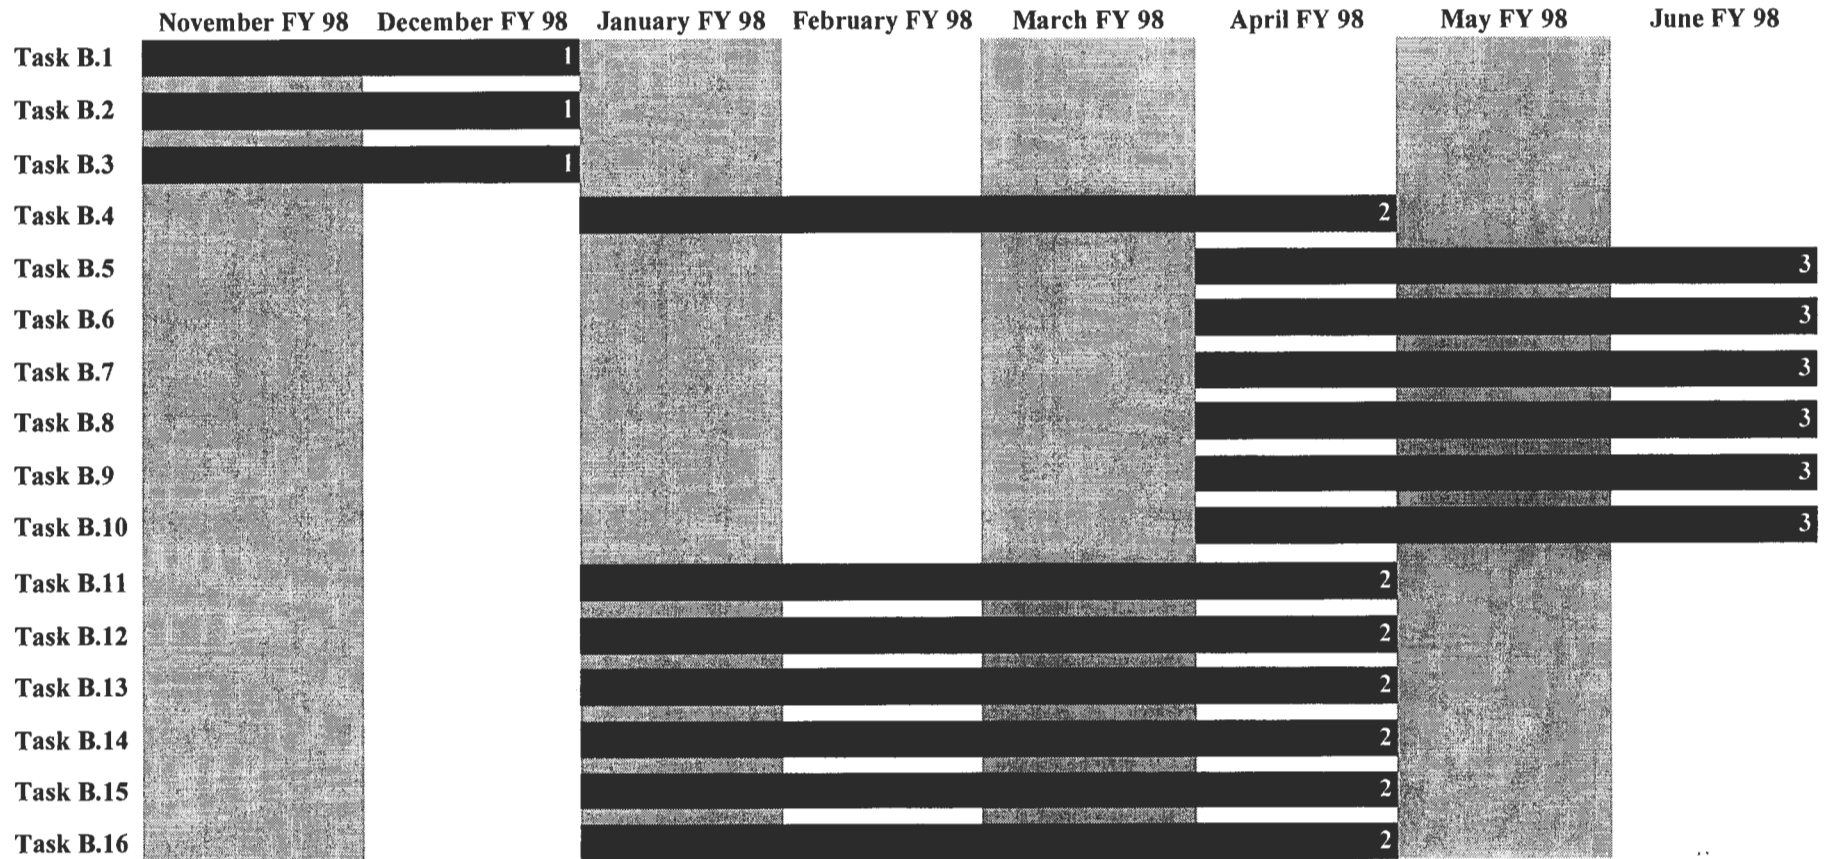 November FY 98 December FY 98 January FY 98 February FY 98 March FY 98 April FY 98 May FY 98 June FY 98
Task B.1 1
Task B.2 1
Task B.3 1
Task B.4 2
Task B.5 3
Task B.6 3
Task B.7 3
Task B.8 3
Task B.9 3
Task B.10 3
Task B.11 2
Task B.12 2
Task B.13 2
Task B.14 2
Task B.15 2
Task B.16 2